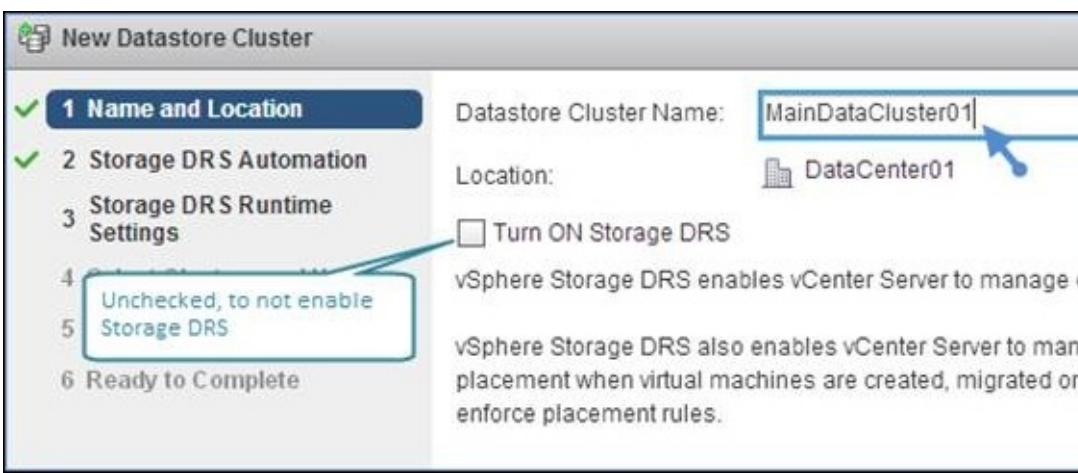 New Datastore Cluster
1 Name and Location
2 Storage DRS Automation
3 Storage DRS Runtime
Settings
4
5
6 Ready to Complete
Unchecked, to not enable
Storage DRS
Datastore Cluster Name: MainDataCluster01
Location: DataCenter01
Turn ON Storage DRS
vSphere Storage DRS enables vCenter Server to manage
vSphere Storage DRS also enables vCenter Server to
placement when virtual machines are created, migrated or
enforce placement rules.